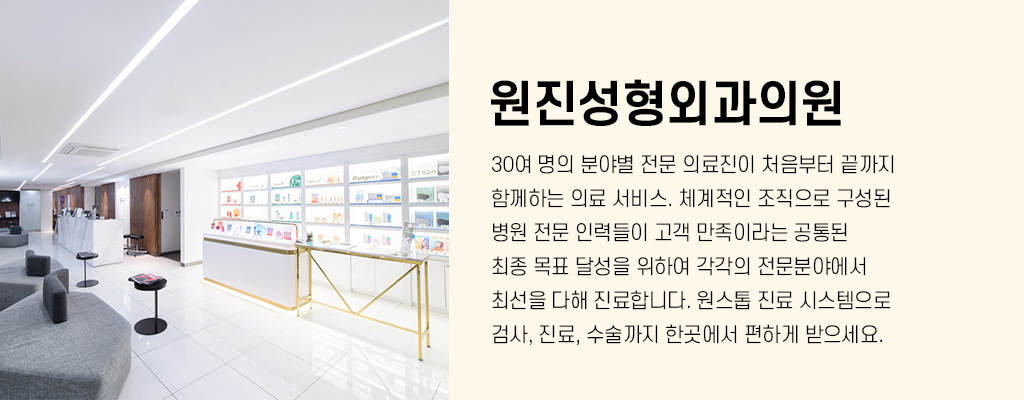 원진성형외과의원
30여 명의 분야별 전문 의료진이 처음부터 끝까지
함께하는 의료 서비스. 체계적인 조직으로 구성된
병원 전문 인력들이 고객 만족이라는 공통된
최종 목표 달성을 위하여 각각의 전문분야에서
최선을 다해 진료합니다. 원스톱 진료 시스템으로
검사, 진료, 수술까지 한곳에서 편하게 받으세요.